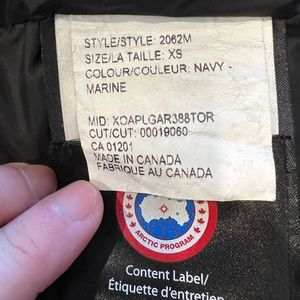 STYLE/STYLE: 2062M
SIZE/LA TAILLE: XS
COLOUR/COULEUR: NAVY -
MARINE
MID: XOAPLGAR388TOR
CUT/CUT: 00019060
CA 01201
MADE IN CANADA
FABRIQUE AU CANADA
ARCTIC PROGRAM
Content Label/
Étiquette d'entretien